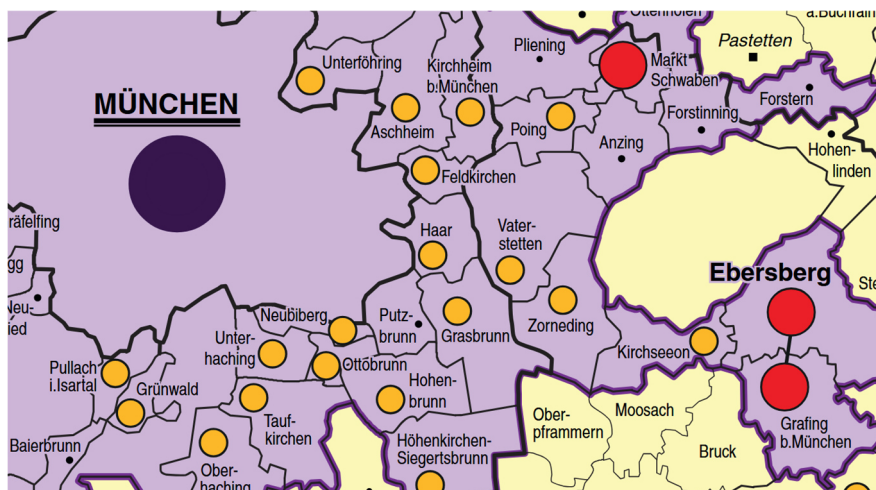 Ottenhofen
a.Buchrain
Pliening
Pastetten
Unterföhring
Kirchheim
b.München
Markt
Schwaben
MÜNCHEN
Forstern
Aschheim
Poing
Forstinning
Anzing
Hohen-
linden
Feldkirchen
räfelfing
Haar
Vater-
stetten
gg
Ebersberg
Ste
Neu-
ied
Neubiberg
Putz-
brunn
Grasbrunn
Zorneding
Unter-
haching
Kirchseeon
Pullach
i.Isartal
Ottobrunn
Grünwald
Hohen-
brunn
Tauf-
kirchen
Ober-
pframmern
Moosach
Grafing
b.München
Baierbrunn
Höhenkirchen-
Siegertsbrunn
Bruck
Ober-
haching